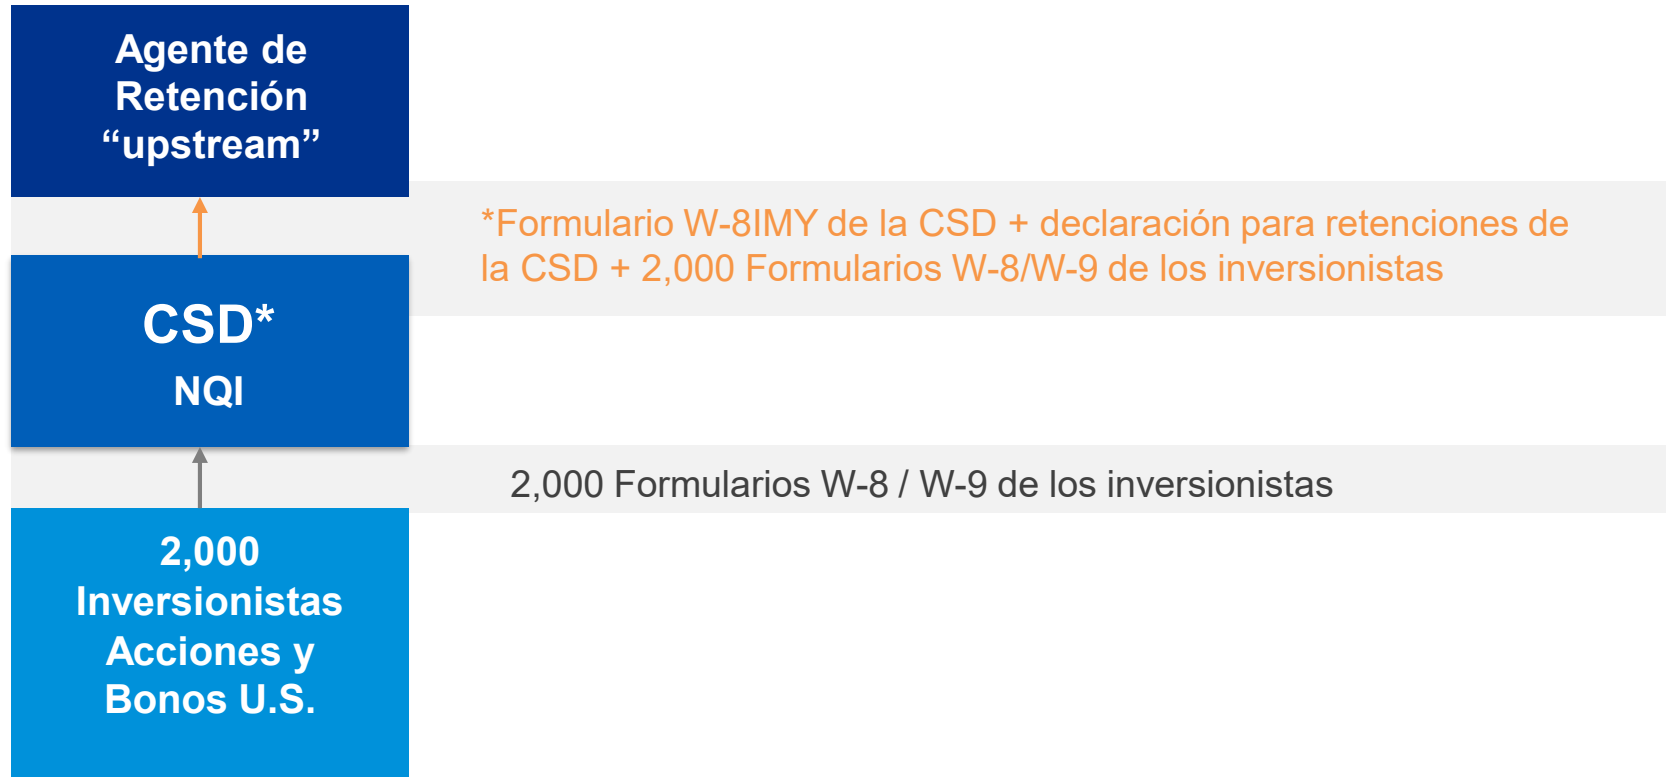 Agente de
Retención
“upstream”
*Formulario W-8IMY de la CSD + declaración para retenciones de
la CSD + 2,000 Formularios W-8/W-9 de los inversionistas
CSD*
NQI
2,000 Formularios W-8 / W-9 de los inversionistas
2,000
Inversionistas
Acciones y
Bonos U.S.